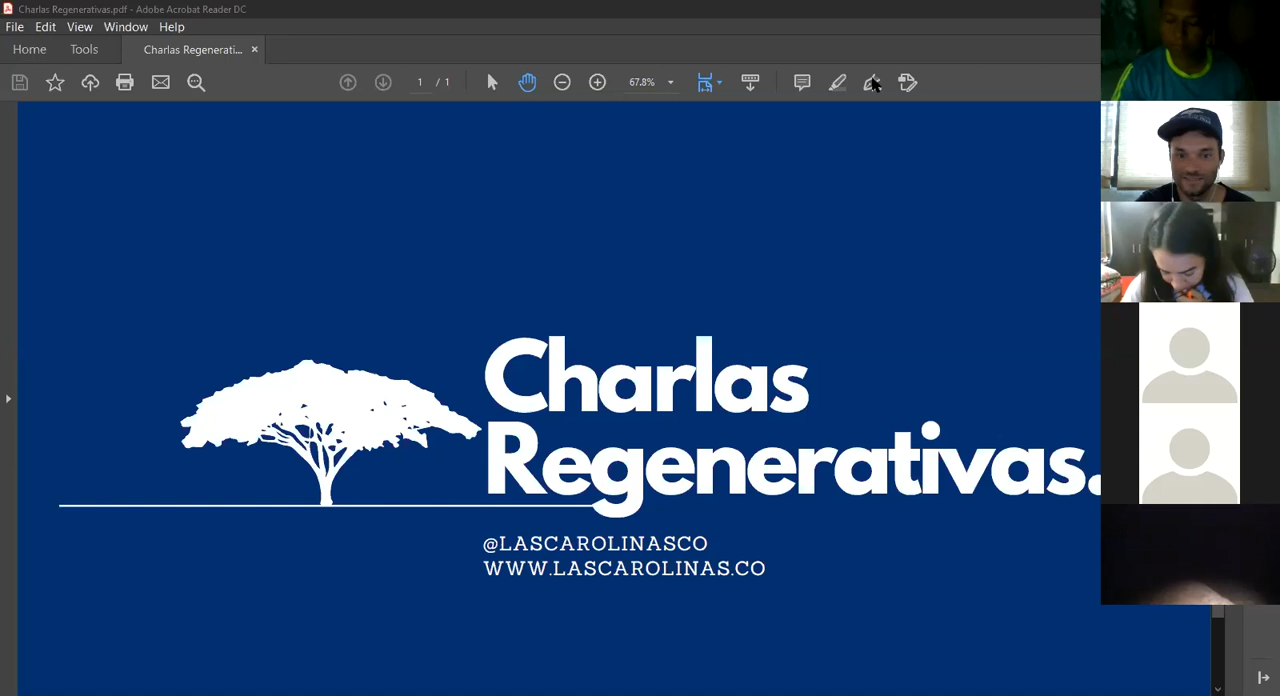 Charlas Regenerativas.pdf - Adobe Acrobat Reader DC
File Edit View Window Help
Home Tools Charlas Regenerati... ×
1 / 1 67.8%
Charlas
Regenerativas.
@LASCAROLINASCO
WWW.LASCAROLINAS.CO